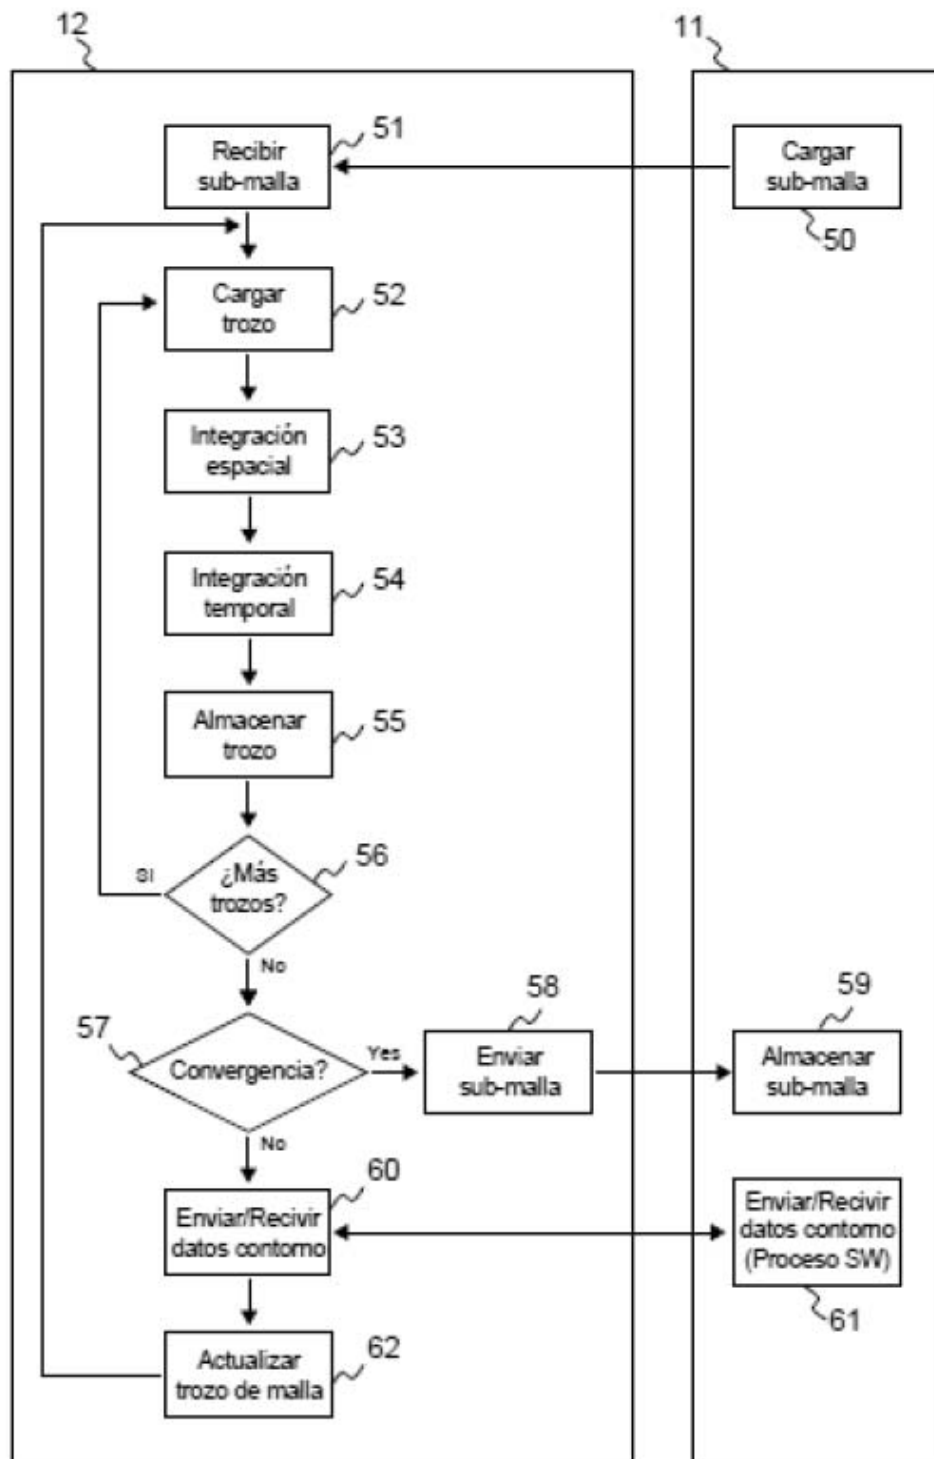 12
11
51
Recibir
sub-malla
Cargar
sub-malla
50
Cargar
trozo
52
Integración
espacial
53
Integración
temporal
54
Almacenar
trozo
55
¿Más
trozos?
56
SI
No
57
Convergencia?
Yes
58
Enviar
sub-malla
59
Almacenar
sub-malla
No
60
Enviar/Recivir
datos contorno
Enviar/Recivir
datos contorno
(Proceso SW)
61
Actualizar
trozo de malla
62